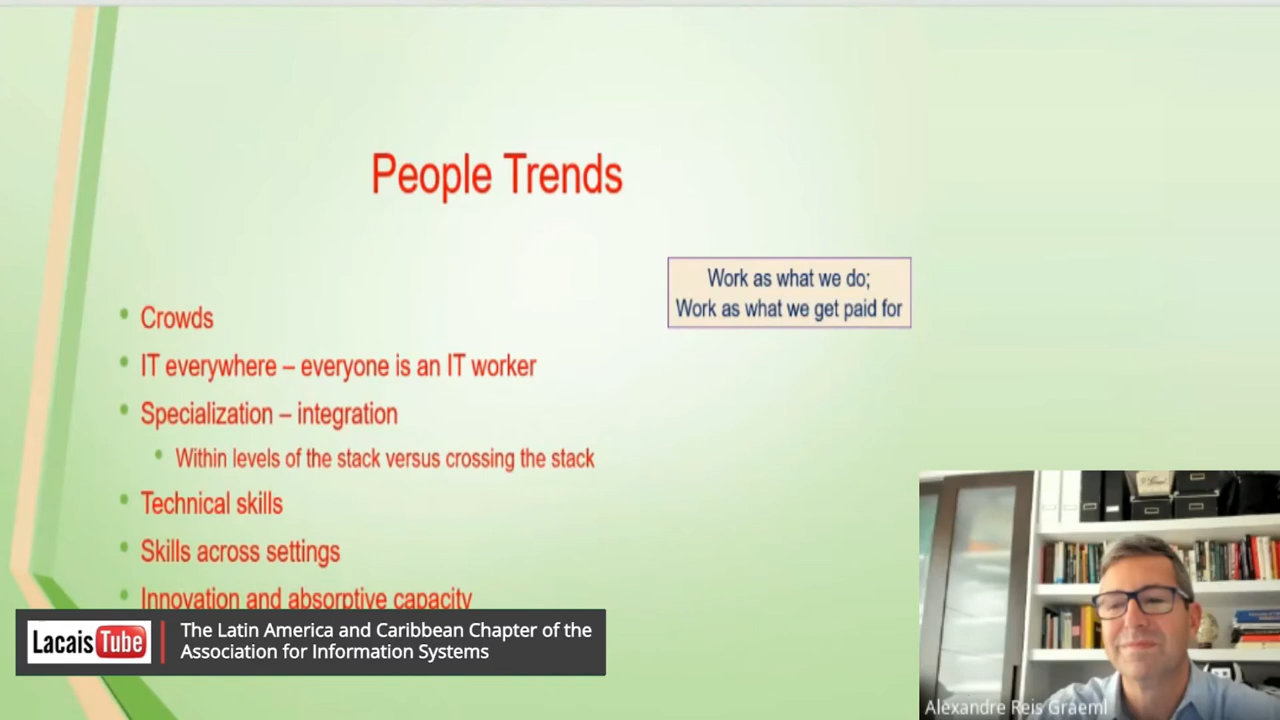 People Trends
Work as what we do;
Work as what we get paid for
Crowds
IT everywhere – everyone is an IT worker
Specialization – integration
Within levels of the stack versus crossing the stack
Technical skills
Skills across settings
Innovation and absorptive capacity
LacaisTube
The Latin America and Caribbean Chapter of the
Association for Information Systems
Alexandre Reis Graeml